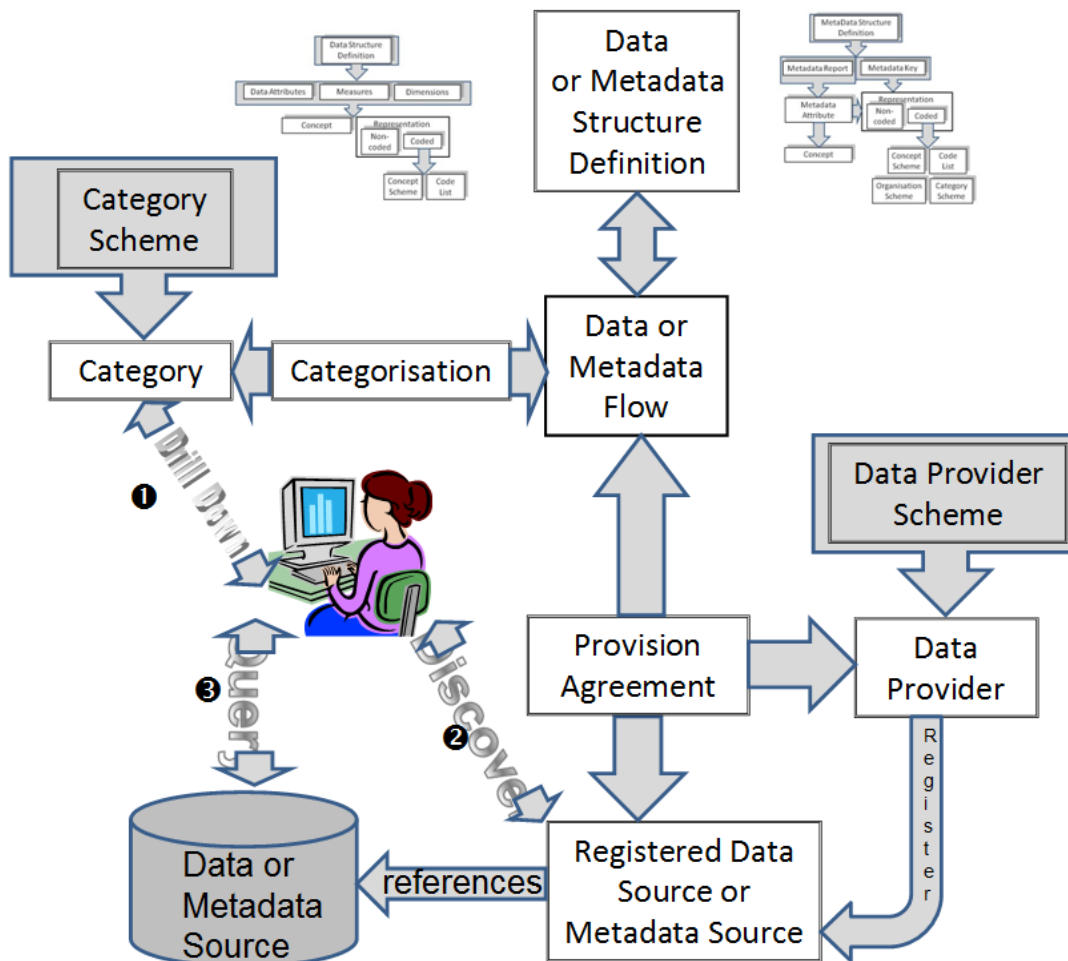 Data Structure
Definition
Data Attributes
Measures
Dimensions
Concept
Representation
Non-
coded
Coded
Concept
Scheme
Code
List
Data
or Metadata
Structure
Definition
MetaData Structure
Definition
Metadata Report
Metadata Key
Metadata
Attribute
Representation
Non-
coded
Coded
Concept
Concept
Scheme
Code
List
Organisation
Scheme
Category
Scheme
Category
Scheme
Category
Categorisation
Data or
Metadata
Flow
Drill Down
❶
Data Provider
Scheme
Provision
Agreement
Data
Provider
Query
❸
Discover
❷
Register
Data or
Metadata
Source
references
Registered Data
Source or
Metadata Source